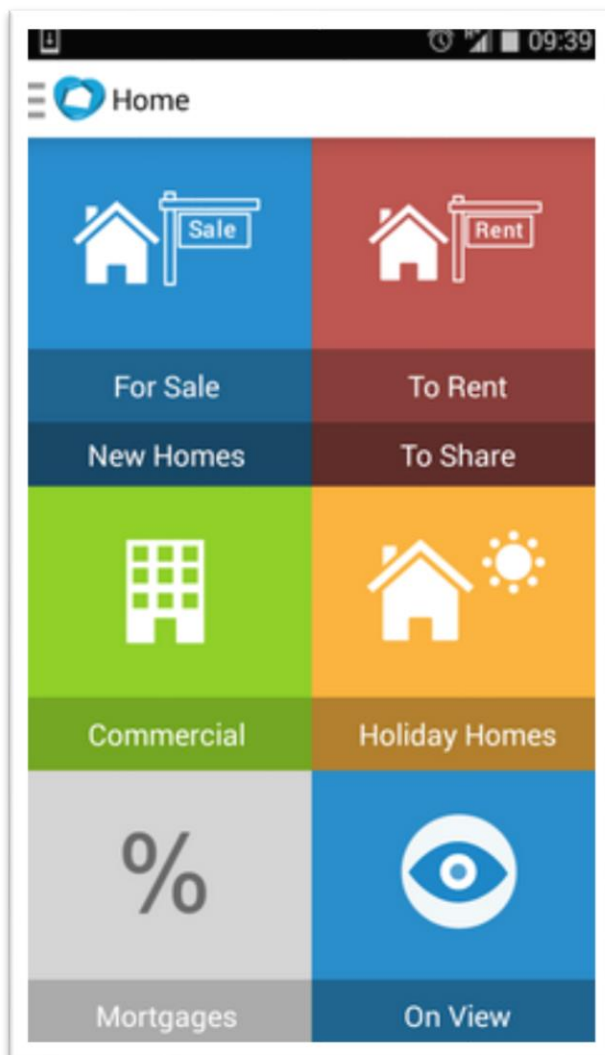 09:39
Home
Sale
Rent
For Sale
To Rent
New Homes
To Share
Commercial
Holiday Homes
%
Mortgages
On View